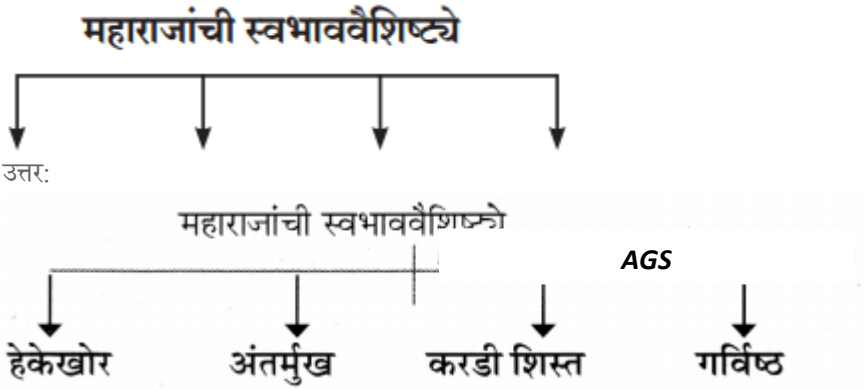 महाराजांची स्वभाववैशिष्ट्ये
उत्तर:
महाराजांची स्वभाववैशिष्ट्ये
AGS
हेकेखोर अंतर्मुख करडी शिस्त गर्विष्ठ